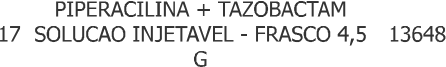 PIPERACILINA + TAZOBACTAM
17 SOLUCAO INJETAVEL - FRASCO 4,5 13648
G